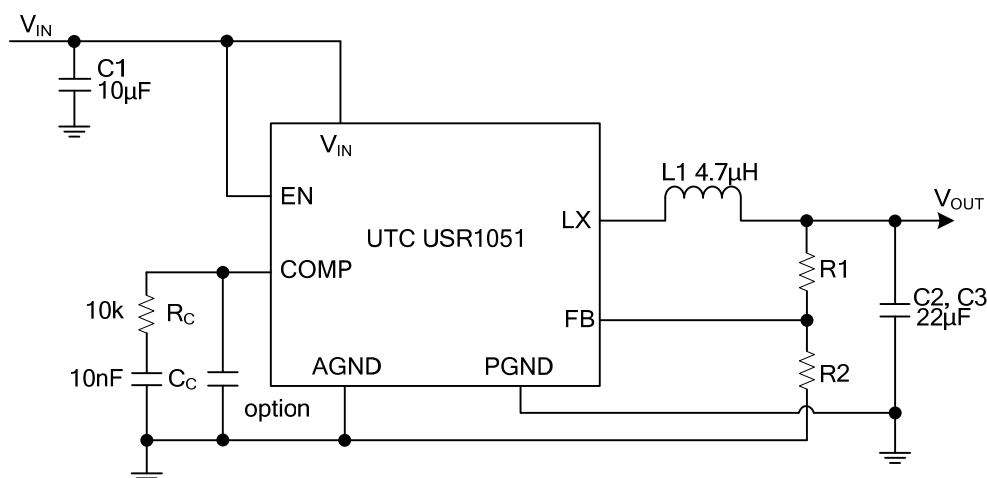 VIN
C1
10μF
VIN
EN
L1 4.7μH
VOUT
LX
UTC USR1051
COMP
R1
10k
RC
C2, C3
22μF
FB
10nF
CC
AGND
PGND
R2
option